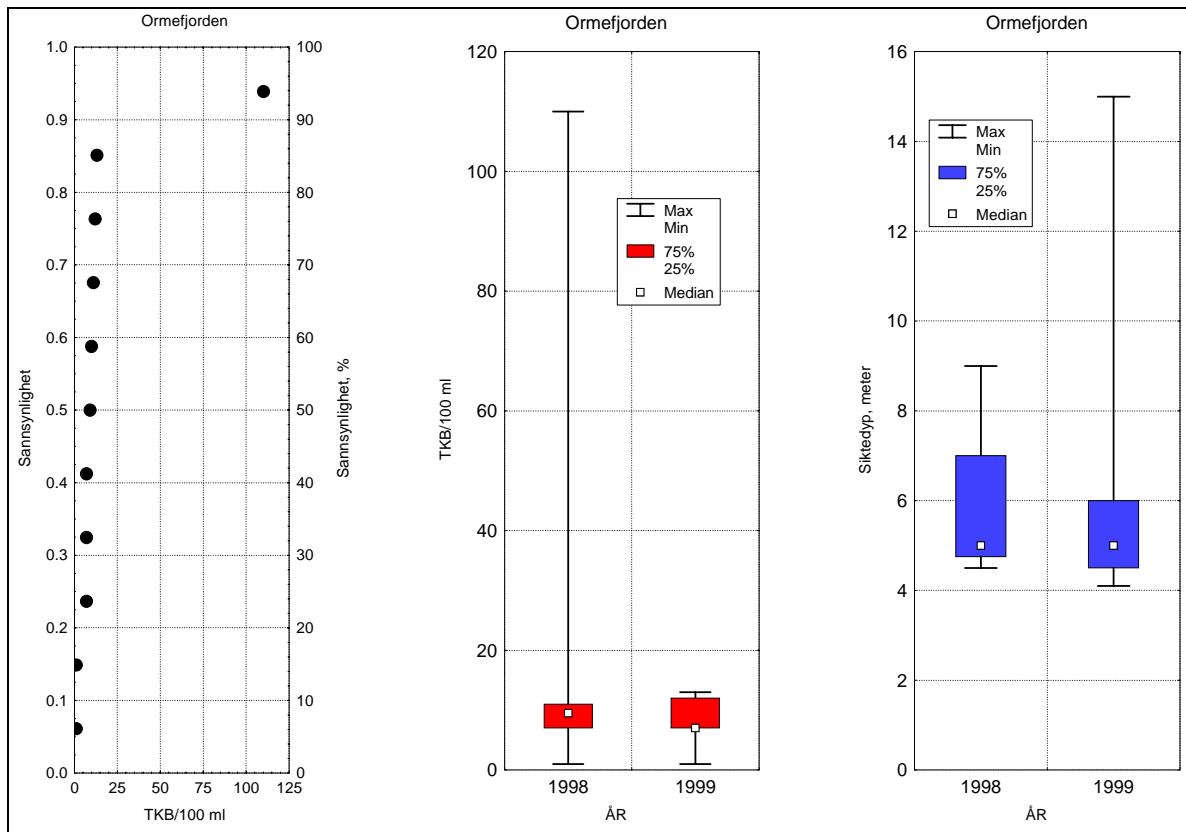 Ormefjorden
1.0
0.9
0.8
0.7
0.6
0.5
0.4
0.3
0.2
0.1
0.0
Sannsynlighet
100
90
80
70
60
50
40
30
20
10
0
Sannsynlighet, %
0 25 50 75 100 125
TKB/100 ml
Ormefjorden
120
100
80
60
40
20
0
TKB/100 ml
Max
Min
75%
25%
Median
1998 1999
ÅR
Ormefjorden
16
14
12
10
8
6
4
2
0
Siktedyp, meter
Max
Min
75%
25%
Median
1998 1999
ÅR